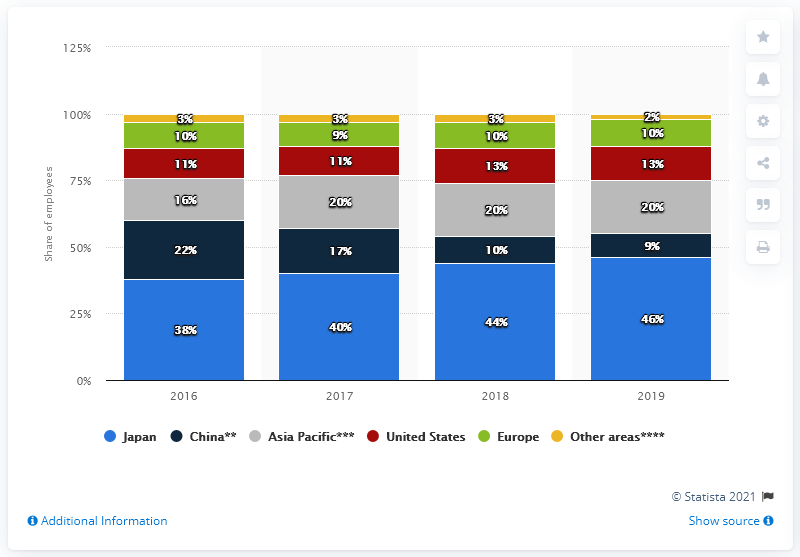 125%
100%
75%
50%
25%
0%
Share of employees
3% 3% 3% 2%
10% 9% 10% 10%
11% 11% 13% 13%
16% 20% 20% 20%
22% 17% 10% 9%
38% 40% 44% 46%
2016 2017 2018 2019
Japan China** Asia Pacific*** United States Europe Other areas****
© Statista 2021
Additional Information Show source